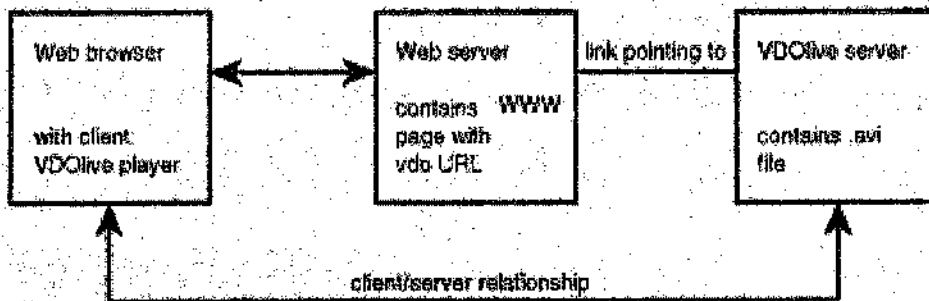 Web browser
with client
VDOlive player
Web server
contains WWW
page with
vdo URL
link pointing to
VDOlive server
contains .avi
file
client/server relationship